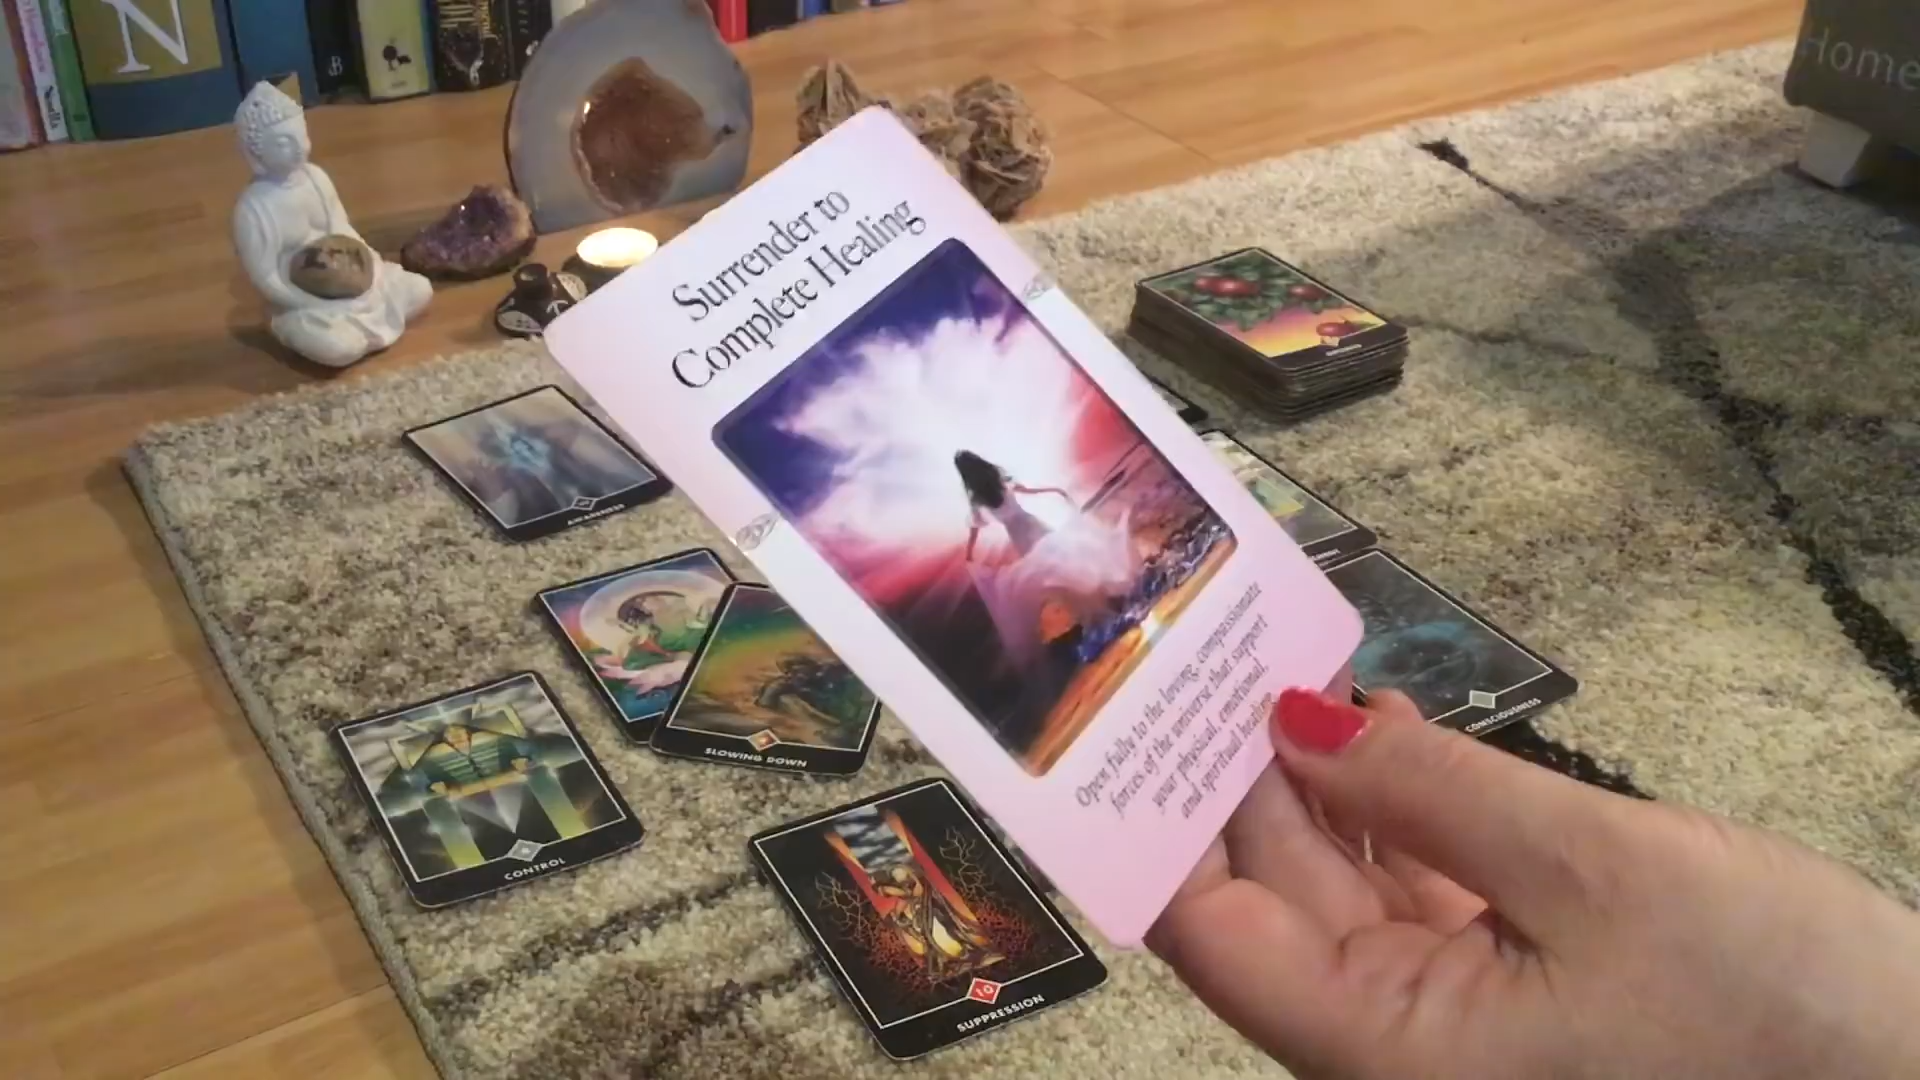 N
Home
Surrender to
Complete Healing
AWARENESS
Open fully to the loving, compassionate
forces of the universe that support
your physical, emotional,
and spiritual healing.
CONSCIOUSNESS
SLOWING DOWN
CONTROL
10
SUPPRESSION